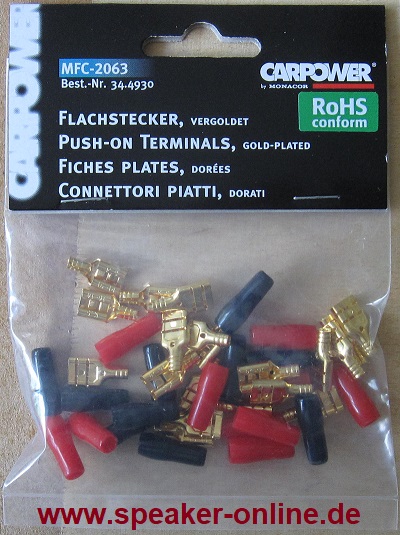 CARPOWER
MFC-2063
Best.-Nr. 34.4930
CARPOWER®
by MONACOR
RoHS
conform
FLACHSTECKER, VERGOLDET
PUSH-ON TERMINALS, GOLD-PLATED
FICHES PLATES, DORÉES
CONNETTORI PIATTI, DORATI
www.speaker-online.de